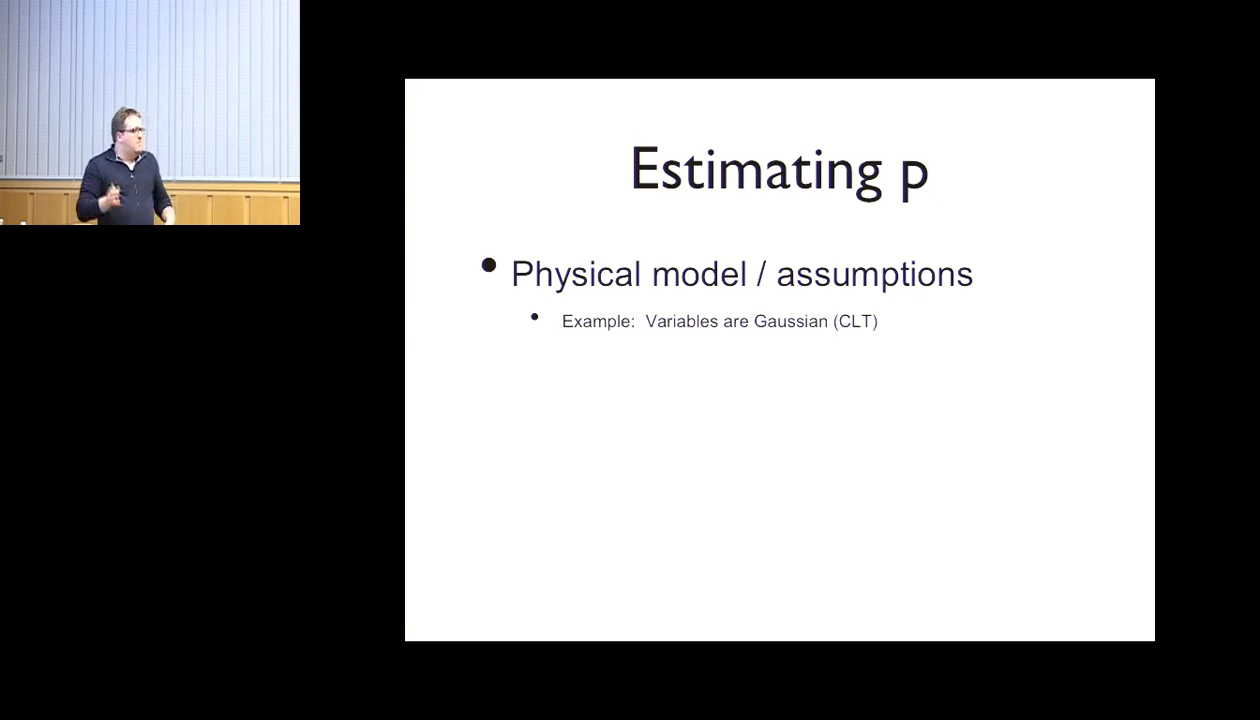 Estimating p
• Physical model / assumptions
• Example: Variables are Gaussian (CLT)